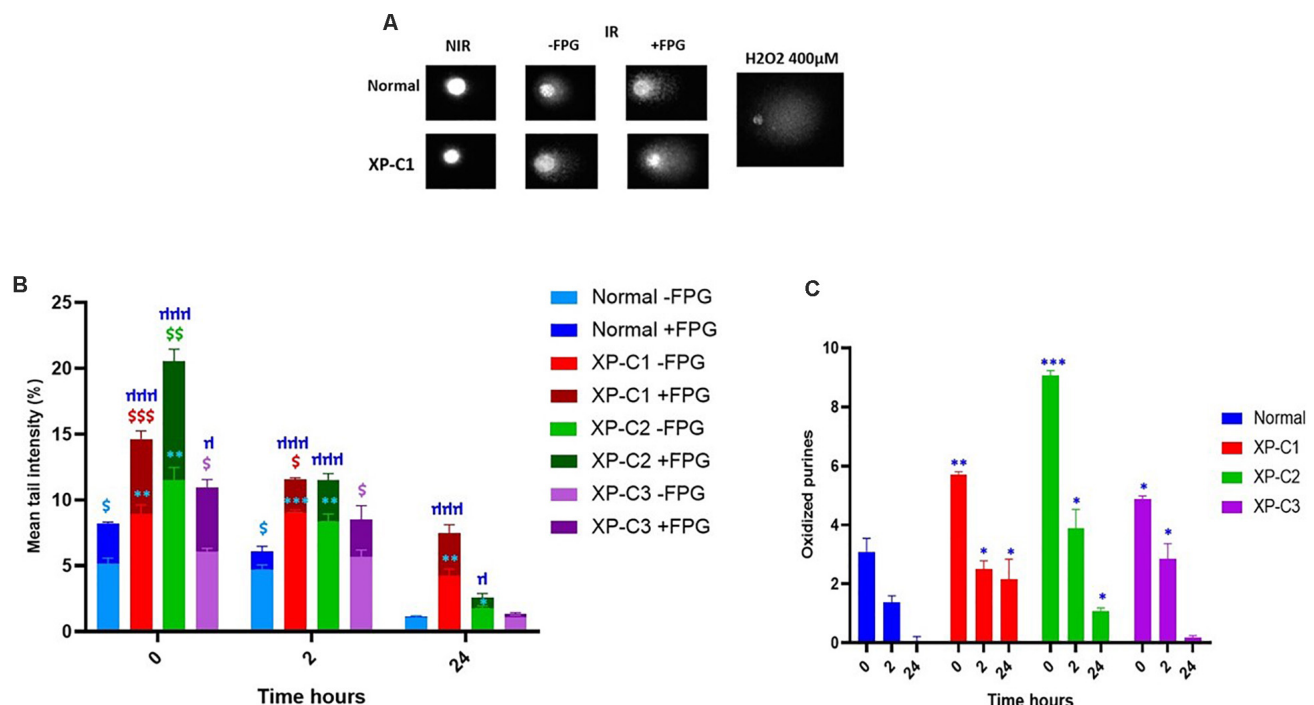 A
IR
NIR -FPG +FPG
H2O2 400µM
Normal
XP-C1
B
Mean tail intensity (%)
25
20
15
10
5
0
$
**
$$$
**
$$
$
$
***
$
**
$
**
*
0 2 24
Time hours
Normal -FPG
Normal +FPG
XP-C1 -FPG
XP-C1 +FPG
XP-C2 -FPG
XP-C2 +FPG
XP-C3 -FPG
XP-C3 +FPG
C
Oxidized purines
10
8
6
4
2
0
**
*
*
***
*
*
*
*
0 2 24 0 2 24 0 2 24 0 2 24
Time hours
Normal
XP-C1
XP-C2
XP-C3